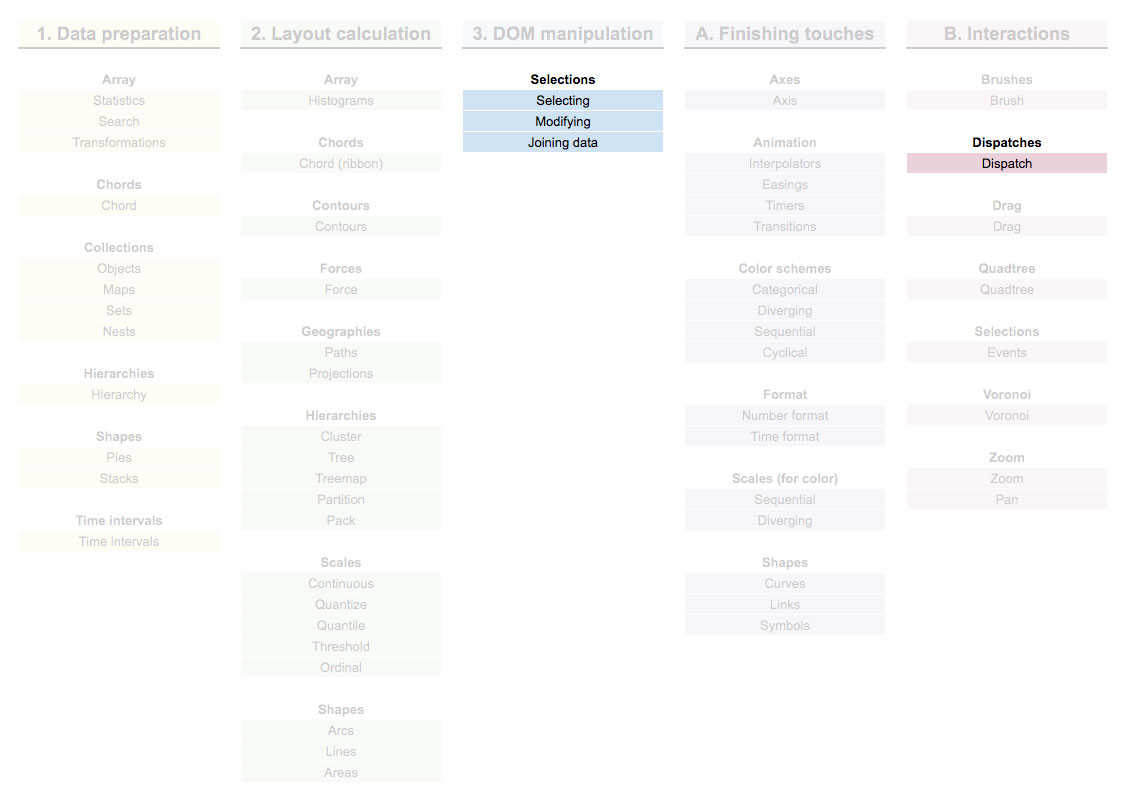 1. Data preparation
Array
Statistics
Search
Transformations
Chords
Chord
Collections
Objects
Maps
Sets
Nests
Hierarchies
Hierarchy
Shapes
Pies
Stacks
Time intervals
Time intervals
2. Layout calculation
Array
Histograms
Chords
Chord (ribbon)
Contours
Contours
Forces
Force
Geographies
Paths
Projections
Hierarchies
Cluster
Tree
Treemap
Partition
Pack
Scales
Continuous
Quantize
Quantile
Threshold
Ordinal
Shapes
Arcs
Lines
Areas
3. DOM manipulation
Selections
Selecting
Modifying
Joining data
A. Finishing touches
Axes
Axis
Animation
Interpolators
Easings
Timers
Transitions
Color schemes
Categorical
Diverging
Sequential
Cyclical
Format
Number format
Time format
Scales (for color)
Sequential
Diverging
Shapes
Curves
Links
Symbols
B. Interactions
Brushes
Brush
Dispatches
Dispatch
Drag
Drag
Quadtree
Quadtree
Selections
Events
Voronoi
Voronoi
Zoom
Zoom
Pan